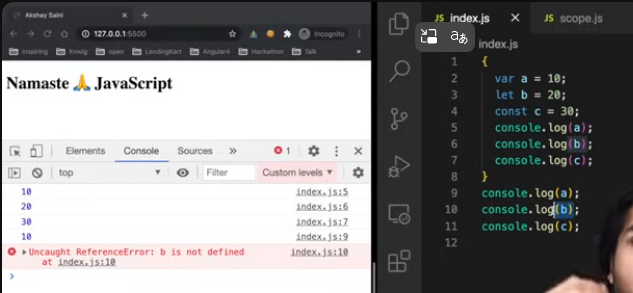 Akshay Saini
127.0.0.1:5500
Incognito
Inspiring
Knwlg
open
LendingKart
Angular4
Hackathon
Talk
Namaste 🙏 JavaScript
Elements
Console
Sources
1
top
Filter
Custom levels
10 index.js:5
20 index.js:6
30 index.js:7
10 index.js:9
Uncaught ReferenceError: b is not defined index.js:10
at index.js:10
index.js
scope.js
index.js
1 {
2 var a = 10;
3 let b = 20;
4 const c = 30;
5 console.log(a);
6 console.log(b);
7 console.log(c);
8 }
9 console.log(a);
10 console.log(b);
11 console.log(c);
12